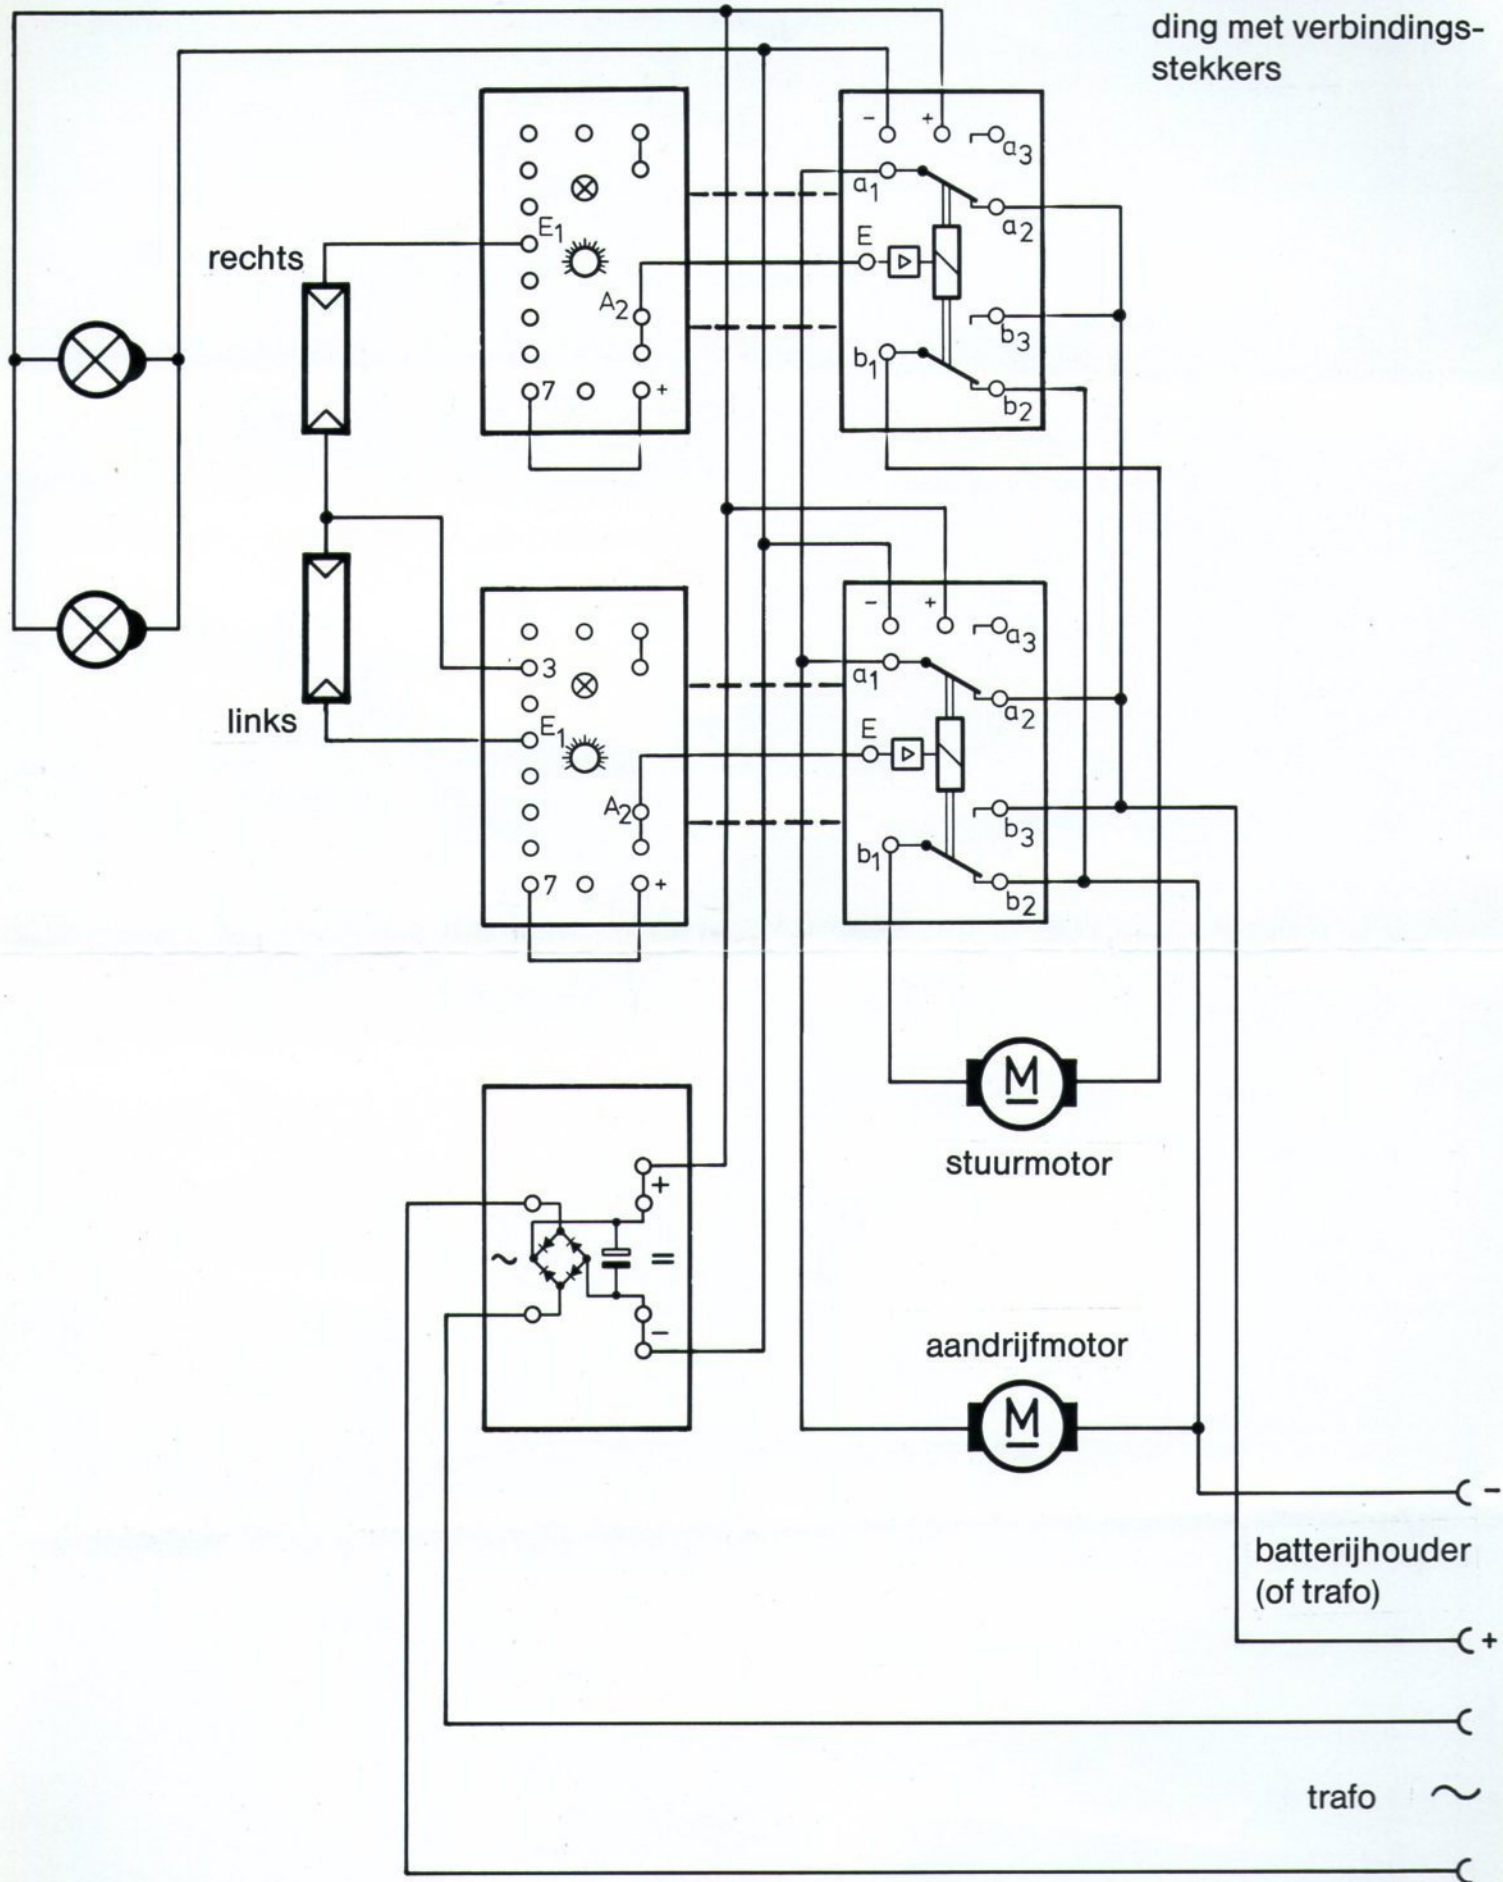 ding met verbindings-
stekkers
- + a3
a1
a2
E1
rechts
E
A2
b3
b1
7 + b2
- + a3
3
a1
a2
links
E1
E
A2
b3
b1
7 +
b2
M
stuurmotor
+
~ =
-
aandrijfmotor
M
-
batterijhouder
(of trafo)
+
trafo ~